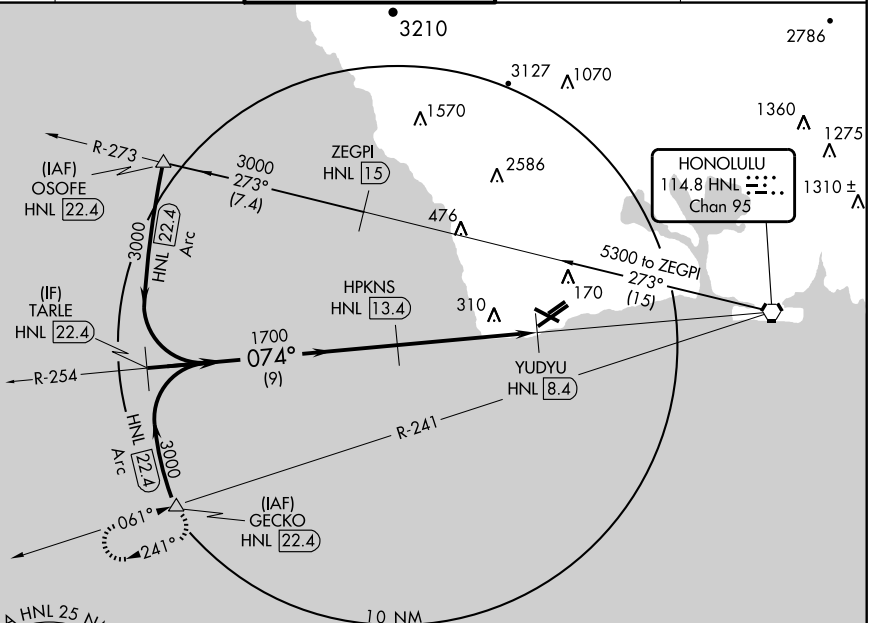 3210
2786
3127
1070
1570
1360
1275
R-273
3000
273°
(7.4)
ZEGPI
HNL 15
2586
HONOLULU
114.8 HNL
Chan 95
1310 ±
(IAF)
OSOFE
HNL 22.4
476
3000
HNL 22.4
Arc
5300 to ZEGPI
273°
(15)
HPKNS
HNL 13.4
170
310
(IF)
TARLE
HNL 22.4
1700
074°
(9)
R-254
YUDYU
HNL 8.4
R-241
HNL 22.4
Arc
3000
(IAF)
GECKO
HNL 22.4
061°
241°
10 NM
HNL 25